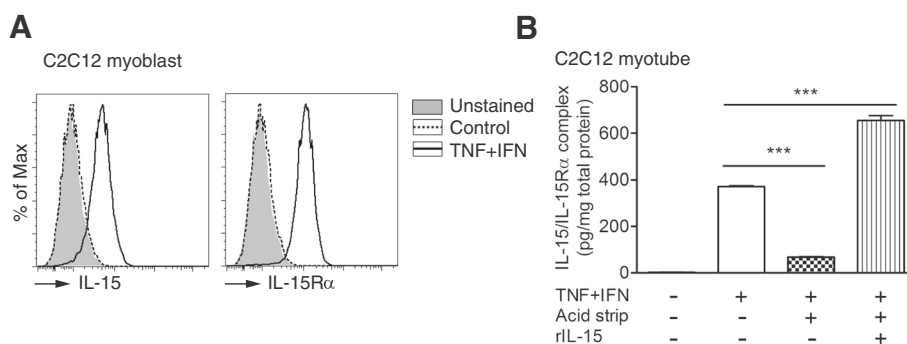 A
C2C12 myoblast
% of Max
IL-15
IL-15Rα
Unstained
Control
TNF+IFN
B
C2C12 myotube
IL-15/IL-15Rα complex
(pg/mg total protein)
800
600
400
200
0
***
***
TNF+IFN - + + +
Acid strip - - + +
rIL-15 - - - +